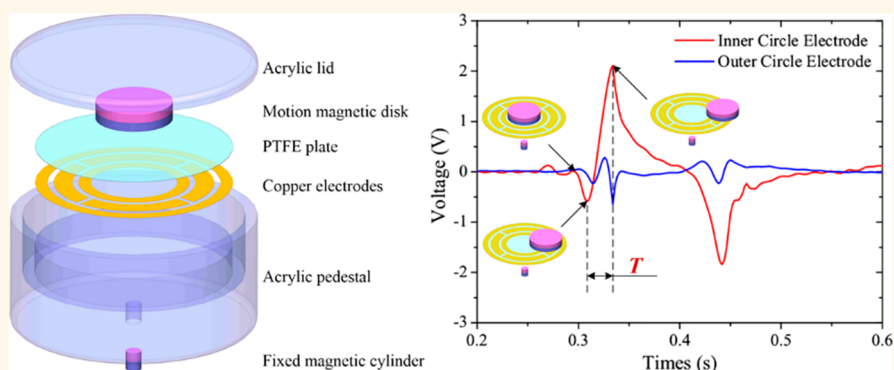 Acrylic lid
Motion magnetic disk
PTFE plate
Copper electrodes
Acrylic pedestal
Fixed magnetic cylinder
Voltage (V)
3
2
1
0
-1
-2
-3
Inner Circle Electrode
Outer Circle Electrode
T
0.2
0.3
0.4
0.5
0.6
Times (s)